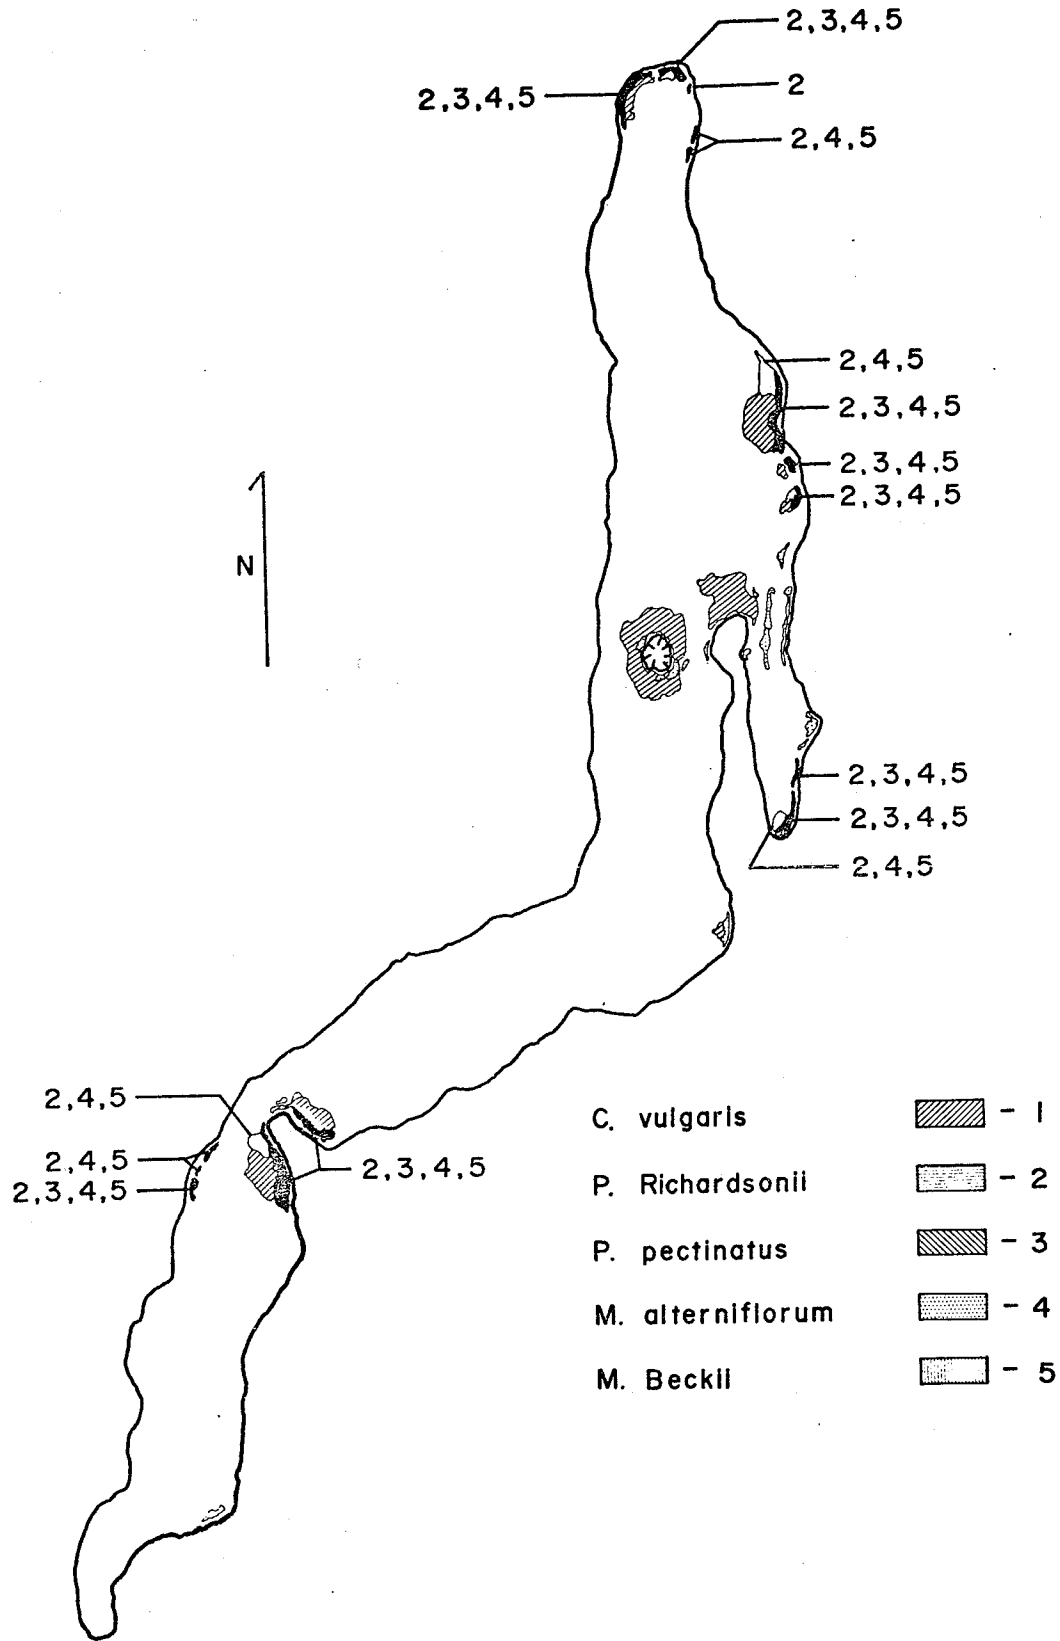 2,3,4,5
2
2,3,4,5
2,4,5
2,4,5
2,3,4,5
2,3,4,5
2,3,4,5
N
2,3,4,5
2,3,4,5
2,4,5
2,4,5
2,4,5
2,3,4,5
2,3,4,5
C. vulgaris - 1
P. Richardsonii - 2
P. pectinatus - 3
M. alterniflorum - 4
M. Beckii - 5